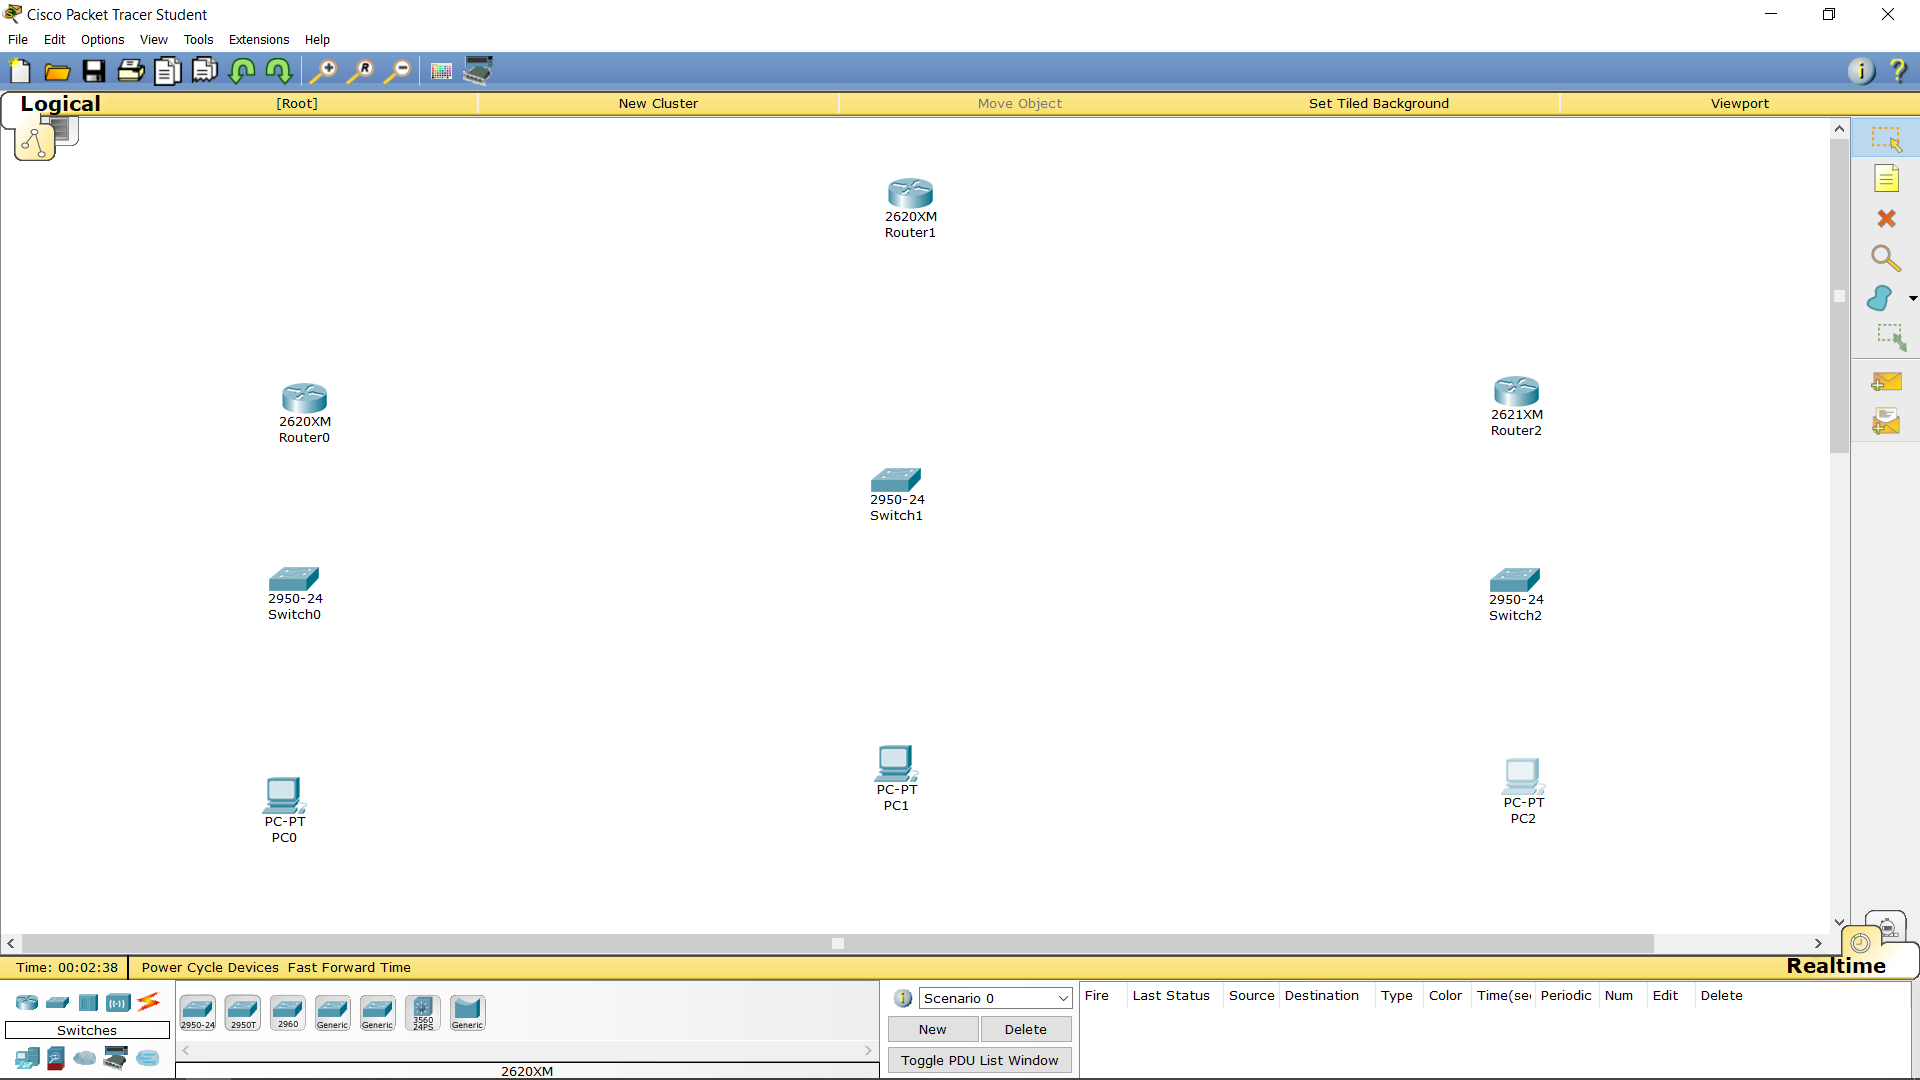 Cisco Packet Tracer Student
File Edit Options View Tools Extensions Help
Logical [Root] New Cluster Move Object Set Tiled Background Viewport
2620XM
Router1
2620XM
Router0
2621XM
Router2
2950-24
Switch1
2950-24
Switch0
2950-24
Switch2
PC-PT
PC1
PC-PT
PC2
PC-PT
PC0
Time: 00:02:38 Power Cycle Devices Fast Forward Time Realtime
Switches
2950-24 2950T 2960 Generic Generic 3560 24PS Generic
2620XM
Scenario 0
New Delete
Toggle PDU List Window
Fire Last Status Source Destination Type Color Time(sec Periodic Num Edit Delete